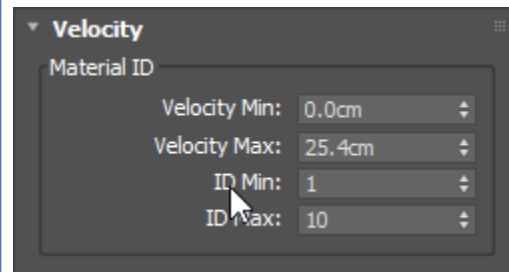 Velocity
Material ID
Velocity Min: 0.0cm
Velocity Max: 25.4cm
ID Min: 1
ID Max: 10